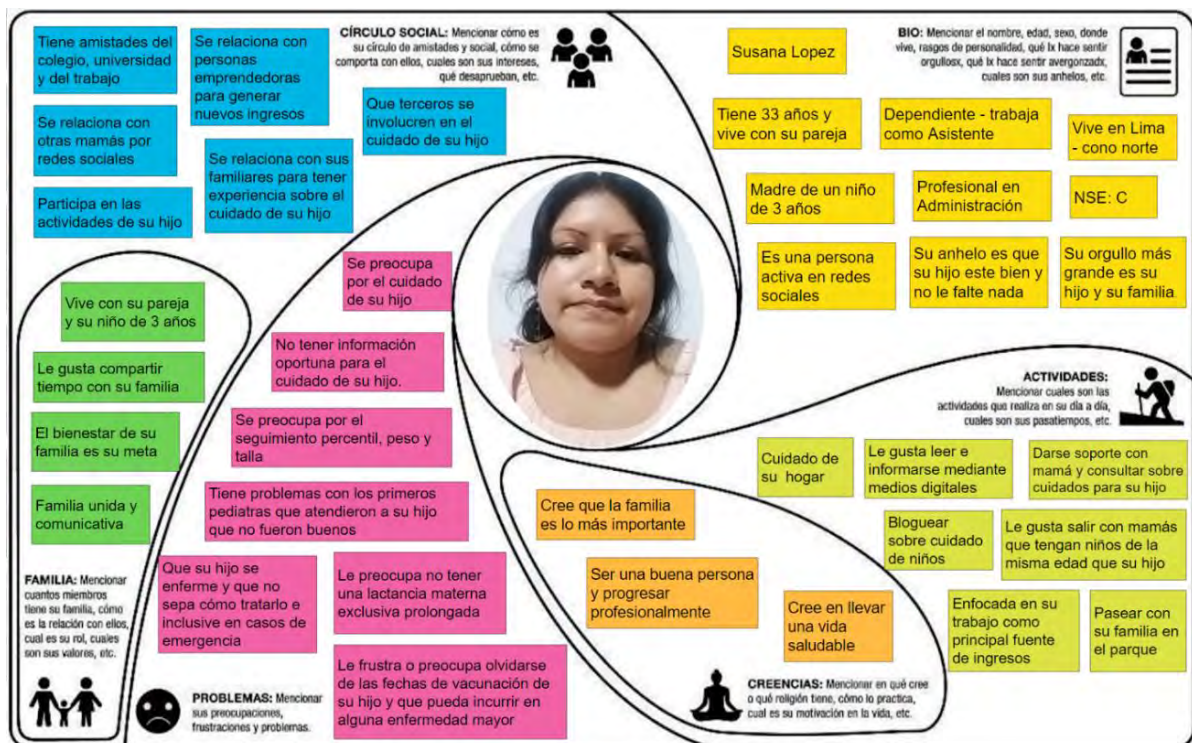 Tiene amistades del
colegio, universidad
y del trabajo
Se relaciona con
personas
emprendedoras
para generar
nuevos ingresos
Se relaciona con
otras mamás por
redes sociales
Se relaciona con sus
familiares para tener
experiencia sobre el
cuidado de su hijo
Participa en las
actividades de su hijo
CÍRCULO SOCIAL: Mencionar cómo es
su círculo de amistades y social, cómo se
comporta con ellos, cuales son sus intereses,
qué desaprueban, etc.
Que terceros se
involucren en el
cuidado de su hijo
BIO: Mencionar el nombre, edad, sexo, donde
vive, rasgos de personalidad, qué lx hace sentir
orgullosx, qué lx hace sentir avergonzadx,
cuales son sus anhelos, etc.
Susana Lopez
Tiene 33 años y
vive con su pareja
Dependiente - trabaja
como Asistente
Vive en Lima
- cono norte
Madre de un niño
de 3 años
Profesional en
Administración
NSE: C
Es una persona
activa en redes
sociales
Su anhelo es que
su hijo este bien y
no le falte nada
Su orgullo más
grande es su
hijo y su familia.
Vive con su pareja
y su niño de 3 años
Le gusta compartir
tiempo con su familia
El bienestar de su
familia es su meta
Familia unida y
comunicativa
FAMILIA: Mencionar
cuantos miembros
tiene su familia, cómo
es la relación con ellos,
cual es su rol, cuales
son sus valores, etc.
Se preocupa
por el cuidado
de su hijo
No tener información
oportuna para el
cuidado de su hijo.
Se preocupa por el
seguimiento percentil, peso y
talla
Tiene problemas con los primeros
pediatras que atendieron a su hijo
que no fueron buenos
Que su hijo se
enferme y que no
sepa cómo tratarlo e
inclusive en casos de
emergencia
Le preocupa no tener
una lactancia materna
exclusiva prolongada
Le frustra o preocupa olvidarse
de las fechas de vacunación de
su hijo y que pueda incurrir en
alguna enfermedad mayor
PROBLEMAS: Mencionar
sus preocupaciones,
frustraciones y problemas.
Cree que la familia
es lo más importante
Ser una buena persona
y progresar
profesionalmente
Cree en llevar
una vida
saludable
CREENCIAS: Mencionar en qué cree
o qué religión tiene, cómo lo practica,
cual es su motivación en la vida, etc.
ACTIVIDADES:
Mencionar cuales son las
actividades que realiza en su día a día,
cuales son sus pasatiempos, etc.
Cuidado de
su hogar
Le gusta leer e
informarse mediante
medios digitales
Darse soporte con
mamá y consultar sobre
cuidados para su hijo
Bloguear
sobre cuidado
de niños
Le gusta salir con mamás
que tengan niños de la
misma edad que su hijo
Enfocada en su
trabajo como
principal fuente
de ingresos
Pasear con
su familia en
el parque